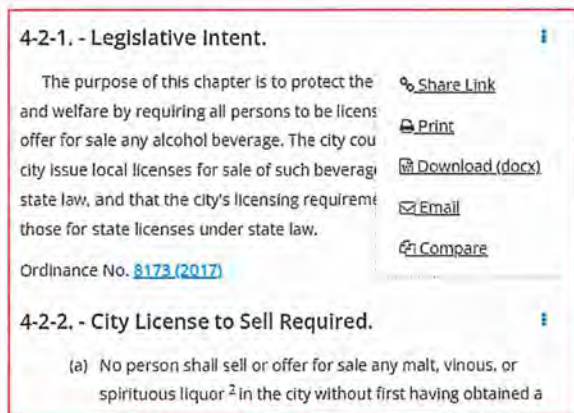 4-2-1. - Legislative Intent.
The purpose of this chapter is to protect the
and welfare by requiring all persons to be licens
offer for sale any alcohol beverage. The city cou
city issue local licenses for sale of such beverag
state law, and that the city's licensing requireme
those for state licenses under state law.
Share Link
Print
Download (docx)
Email
Compare
Ordinance No. 8173 (2017)
4-2-2. - City License to Sell Required.
(a) No person shall sell or offer for sale any malt, vinous, or
spirituous liquor 2 in the city without first having obtained a